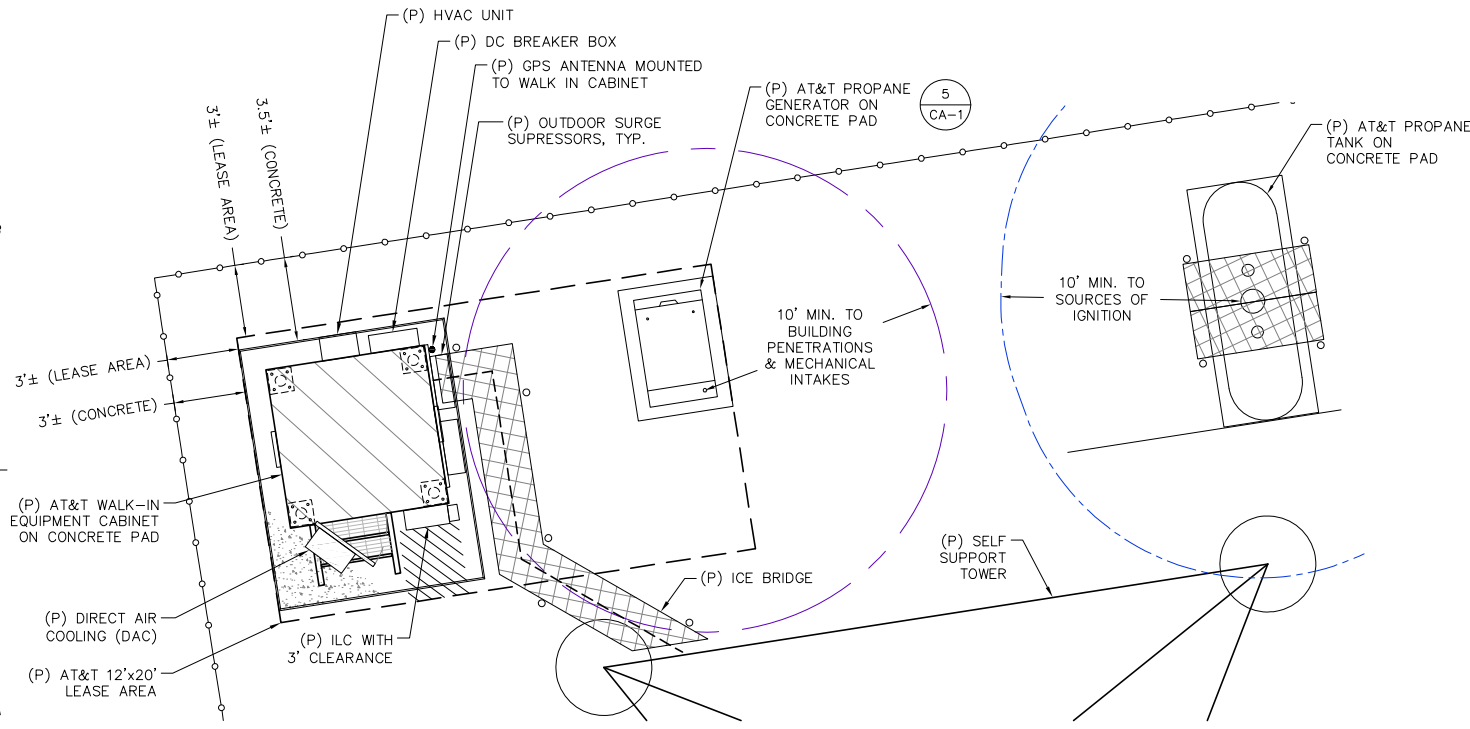 (P) HVAC UNIT
(P) DC BREAKER BOX
(P) GPS ANTENNA MOUNTED
TO WALK IN CABINET
(P) OUTDOOR SURGE
SUPRESSORS, TYP.
(P) AT&T PROPANE
GENERATOR ON
CONCRETE PAD
5
CA-1
(P) AT&T PROPANE
TANK ON
CONCRETE PAD
3'± (LEASE AREA)
3.5'± (CONCRETE)
3'± (LEASE AREA)
3'± (CONCRETE)
10' MIN. TO
BUILDING
PENETRATIONS
& MECHANICAL
INTAKES
10' MIN. TO
SOURCES OF
IGNITION
(P) AT&T WALK-IN
EQUIPMENT CABINET
ON CONCRETE PAD
(P) DIRECT AIR
COOLING (DAC)
(P) AT&T 12'x20'
LEASE AREA
(P) ILC WITH
3' CLEARANCE
(P) ICE BRIDGE
(P) SELF
SUPPORT
TOWER